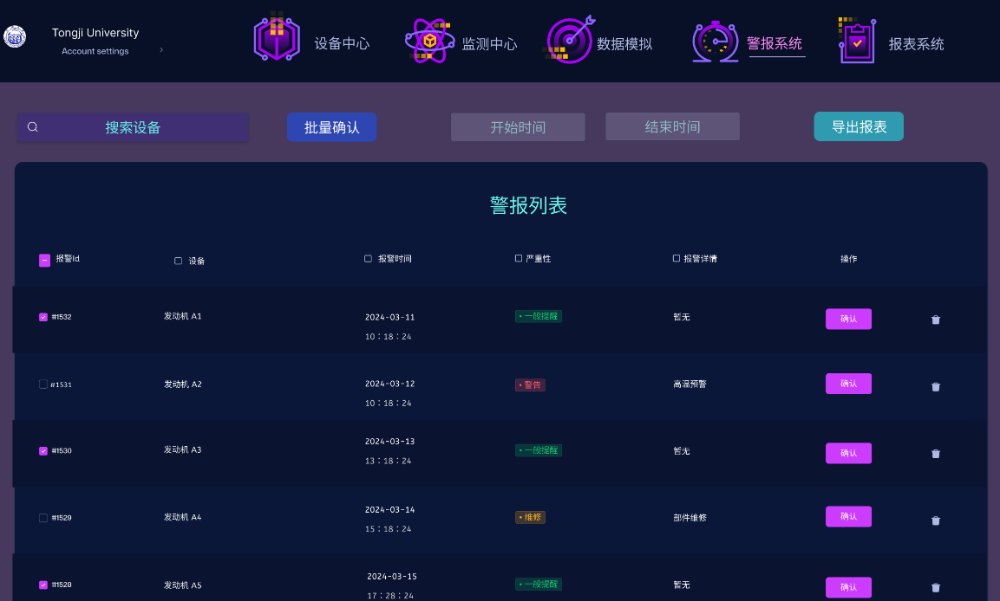 Tongji University
Account settings
设备中心
监测中心
数据模拟
警报系统
报表系统
搜索设备
批量确认
开始时间
结束时间
导出报表
警报列表
报警Id
设备
报警时间
严重性
报警详情
操作
#1532
发动机 A1
2024-03-11
10：18：24
一般提醒
暂无
确认
#1531
发动机 A2
2024-03-12
10：18：24
警告
高温预警
确认
#1530
发动机 A3
2024-03-13
13：18：24
一般提醒
暂无
确认
#1529
发动机 A4
2024-03-14
15：18：24
维修
部件维修
确认
#1528
发动机 A5
2024-03-15
17：28：24
一般提醒
暂无
确认